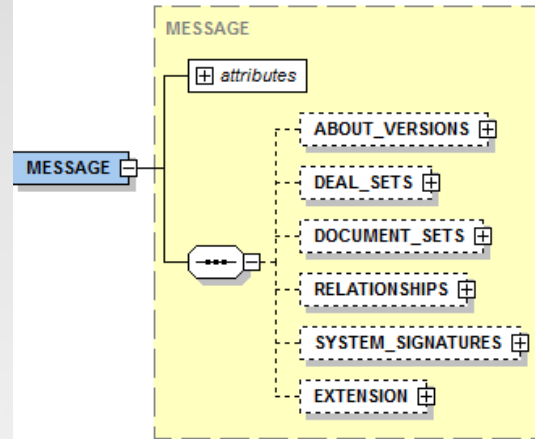 MESSAGE
attributes
ABOUT_VERSIONS
MESSAGE
DEAL_SETS
DOCUMENT_SETS
RELATIONSHIPS
SYSTEM_SIGNATURES
EXTENSION